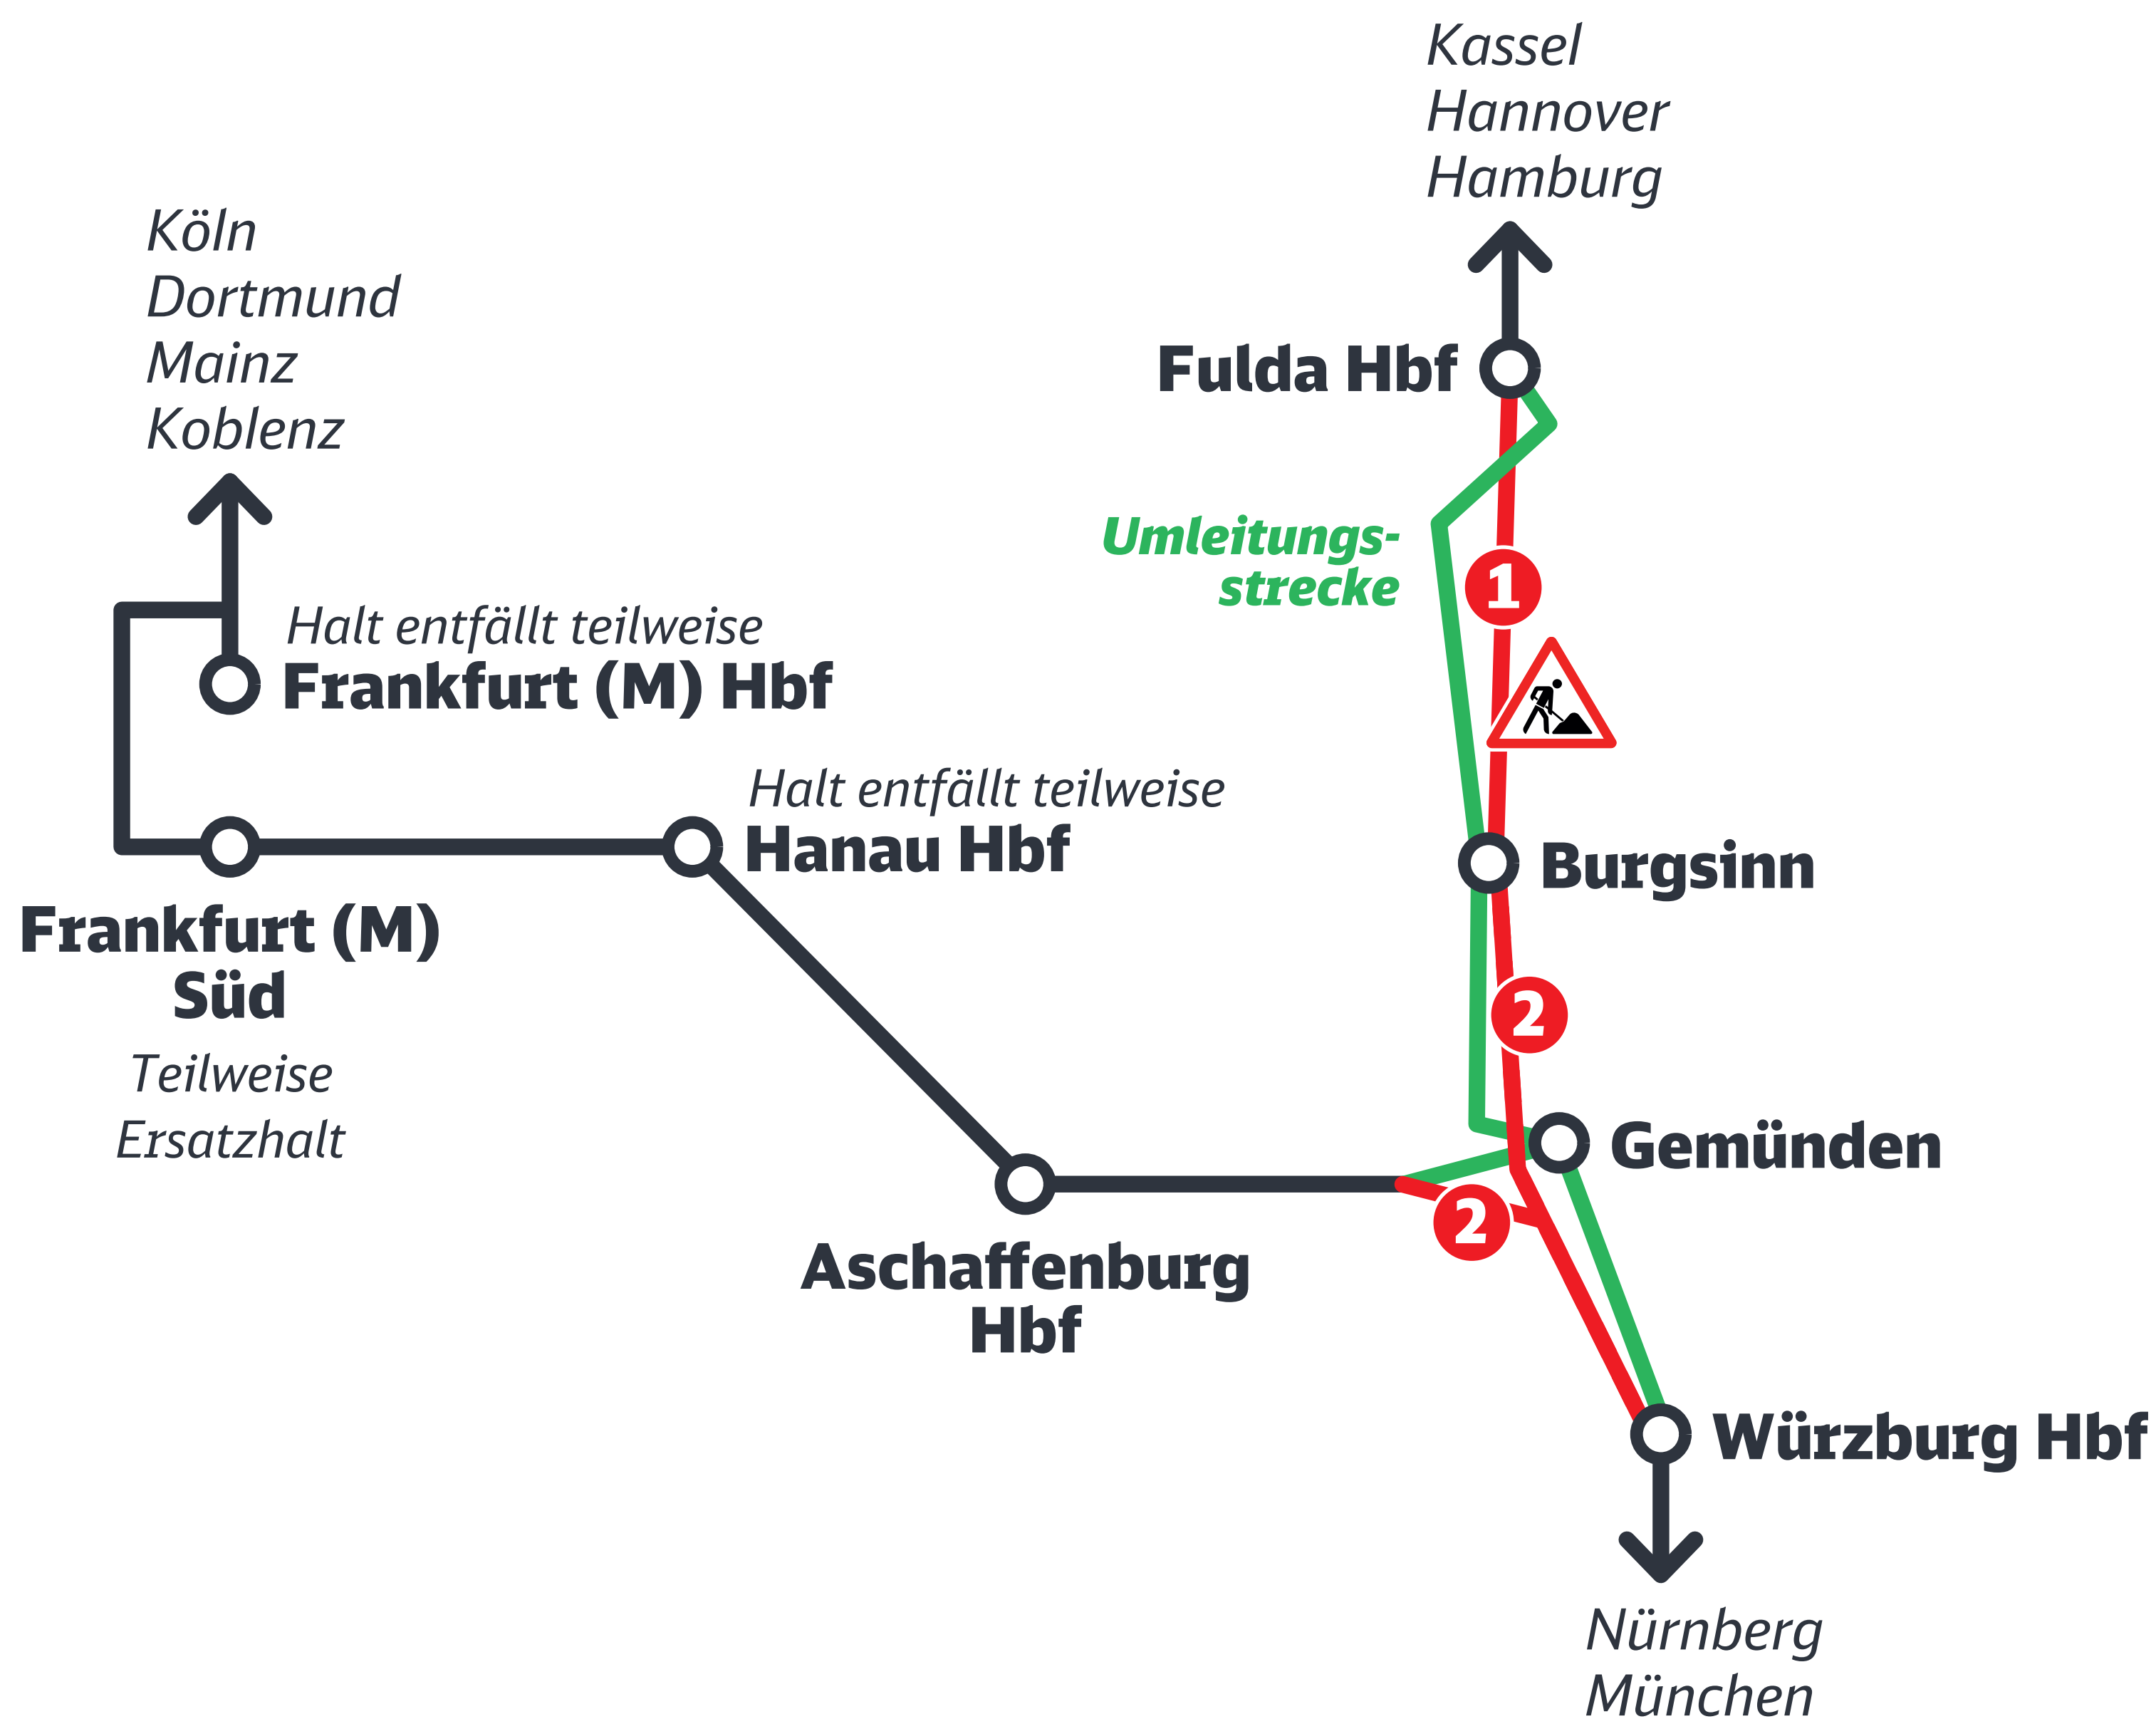 Kassel
Hannover
Hamburg
Köln
Dortmund
Mainz
Koblenz
Fulda Hbf
Umleitungs-
strecke
1
Halt entfällt teilweise
Frankfurt (M) Hbf
Halt entfällt teilweise
Hanau Hbf
Burgsinn
Frankfurt (M)
Süd
Teilweise
Ersatzhalt
2
Gemünden
2
Aschaffenburg
Hbf
Würzburg Hbf
Nürnberg
München